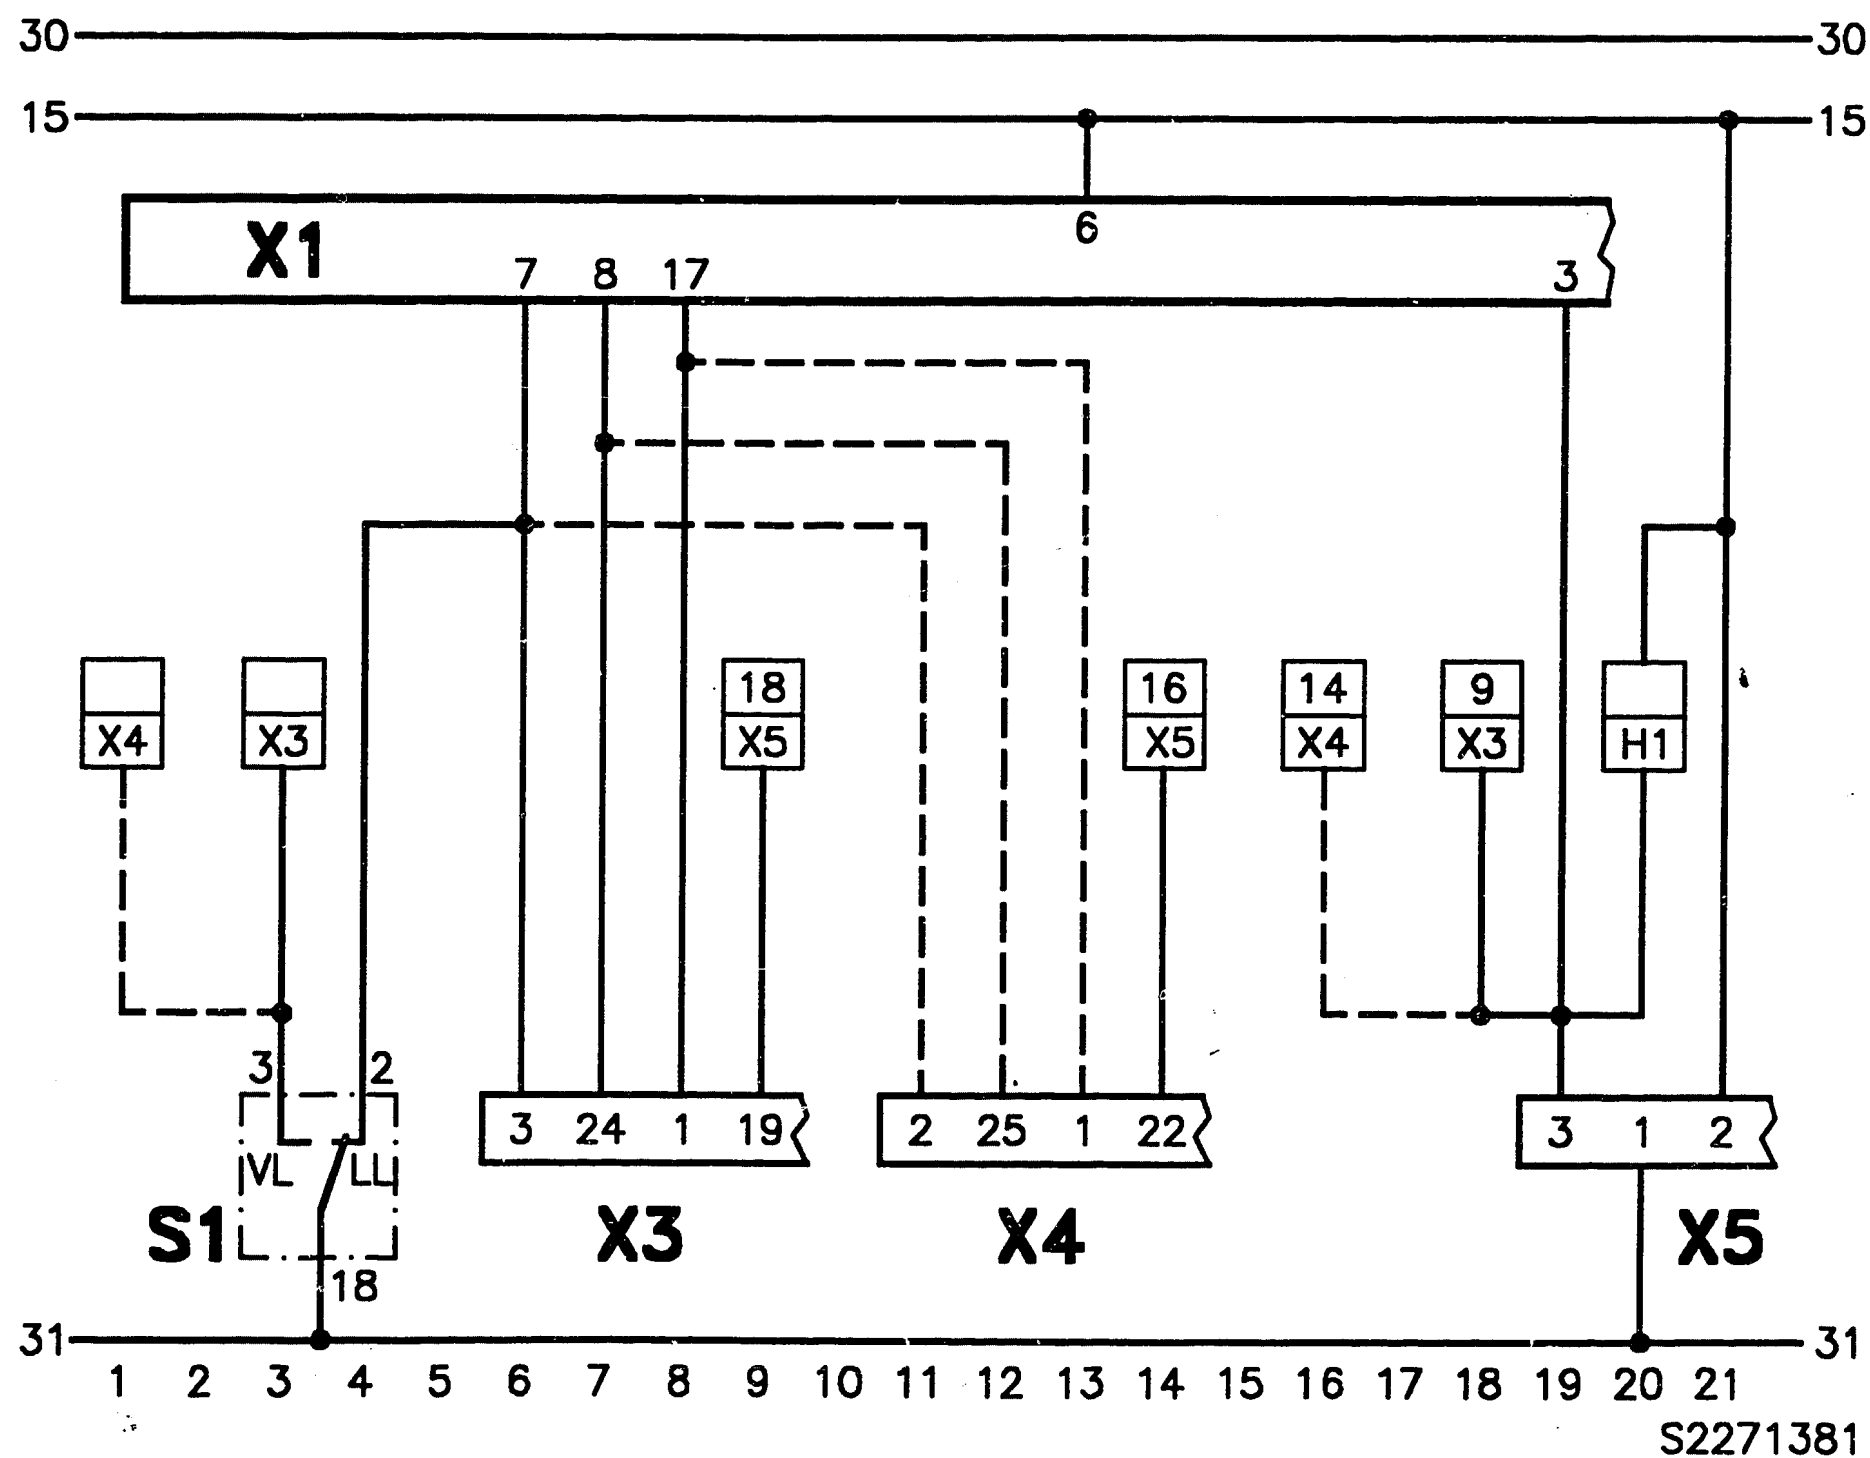 30 30
15 15
6
X1
7 8 17 3
18 16 14 9
X4 X3 X5 X5 X4 X3 H1
3 2
3 24 1 19 2 25 1 22 3 1 2
VL LL
S1 X3 X4 X5
18
31 31
1 2 3 4 5 6 7 8 9 10 11 12 13 14 15 16 17 18 19 20 21
S2271381